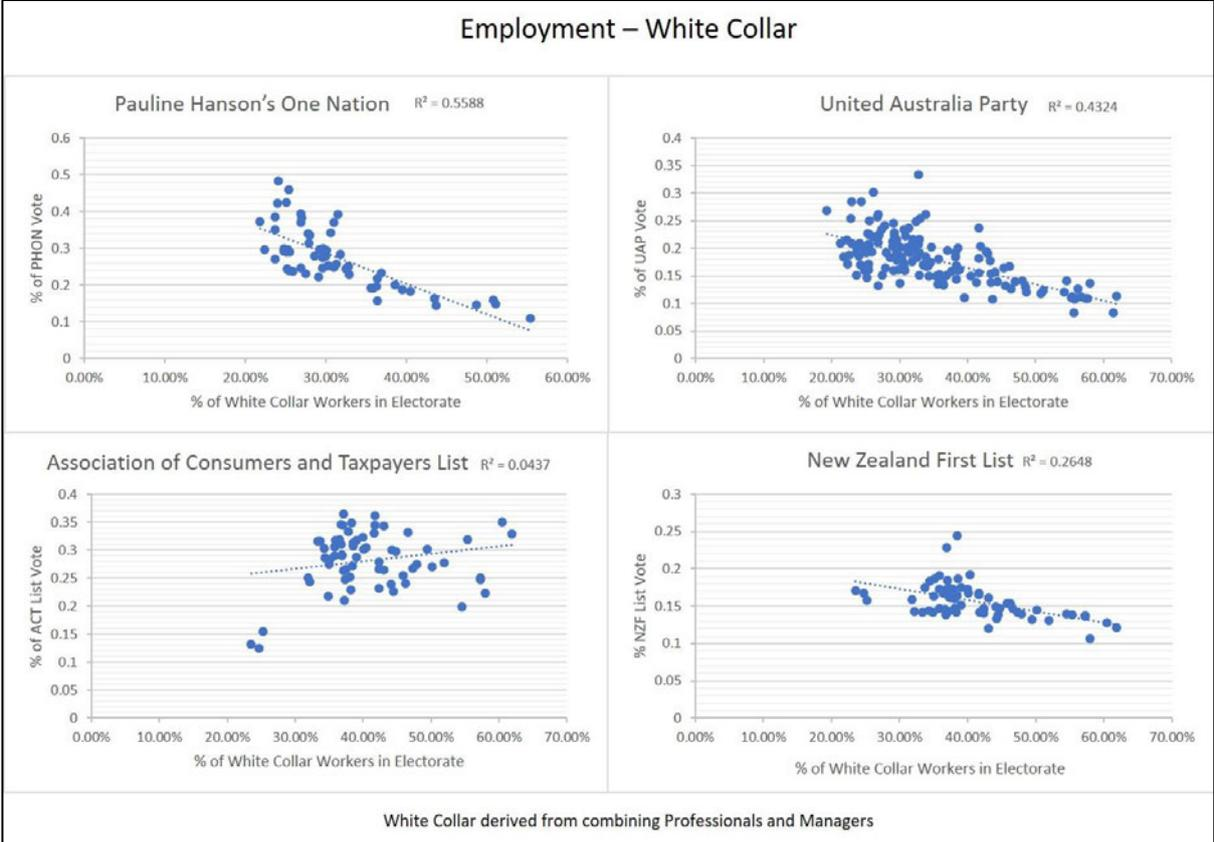 Employment – White Collar
Pauline Hanson's One Nation R² = 0.5588
% of PHON Vote
0.6
0.5
0.4
0.3
0.2
0.1
0
0.00% 10.00% 20.00% 30.00% 40.00% 50.00% 60.00%
% of White Collar Workers in Electorate
United Australia Party R² = 0.4324
% of UAP Vote
0.4
0.35
0.3
0.25
0.2
0.15
0.1
0.05
0
0.00% 10.00% 20.00% 30.00% 40.00% 50.00% 60.00% 70.00%
% of White Collar Workers in Electorate
Association of Consumers and Taxpayers List R² = 0.0437
% of ACT List Vote
0.4
0.35
0.3
0.25
0.2
0.15
0.1
0.05
0
0.00% 10.00% 20.00% 30.00% 40.00% 50.00% 60.00% 70.00%
% of White Collar Workers in Electorate
New Zealand First List R² = 0.2648
% NZF List Vote
0.3
0.25
0.2
0.15
0.1
0.05
0
0.00% 10.00% 20.00% 30.00% 40.00% 50.00% 60.00% 70.00%
% of White Collar Workers in Electorate
White Collar derived from combining Professionals and Managers